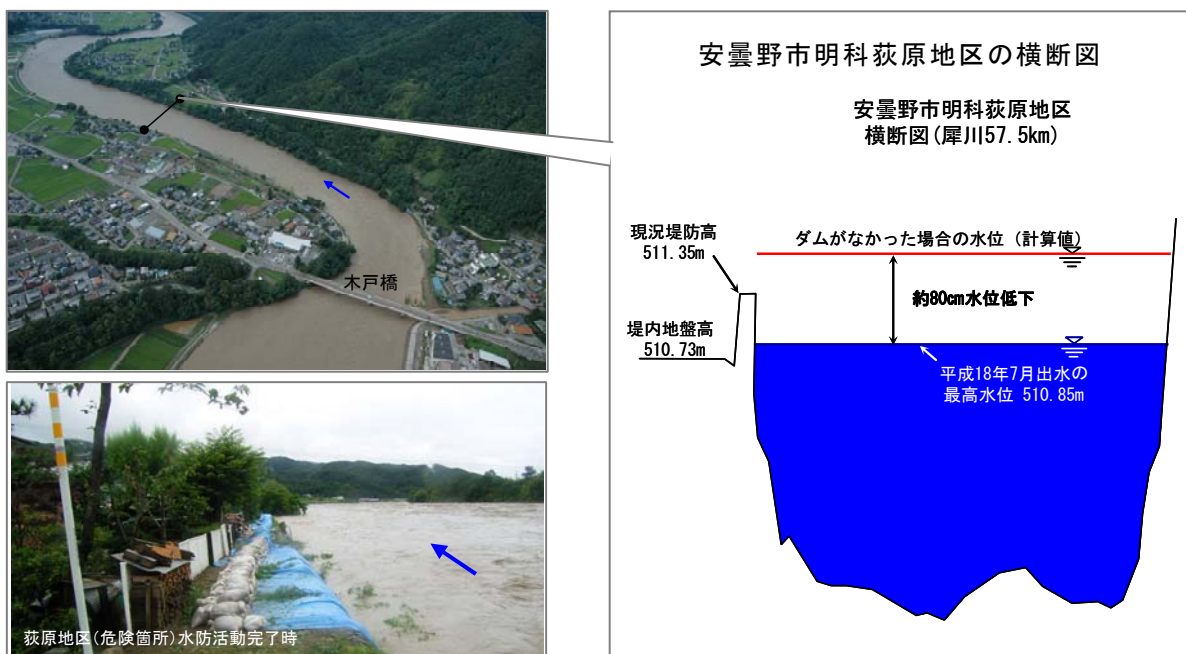 木戸橋
荻原地区(危険箇所)水防活動完了時
安曇野市明科荻原地区の横断図
安曇野市明科荻原地区
横断図(犀川57.5km)
現況堤防高
511.35m
ダムがなかった場合の水位(計算値)
約80cm水位低下
堤内地盤高
510.73m
平成18年7月出水の
最高水位 510.85m